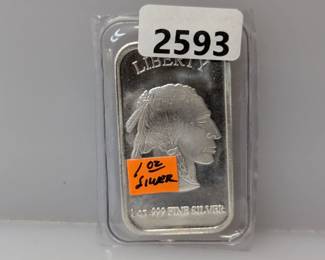 2593
LIBERTY
1 oz
SILVER
1 OZ .999 FINE SILVER